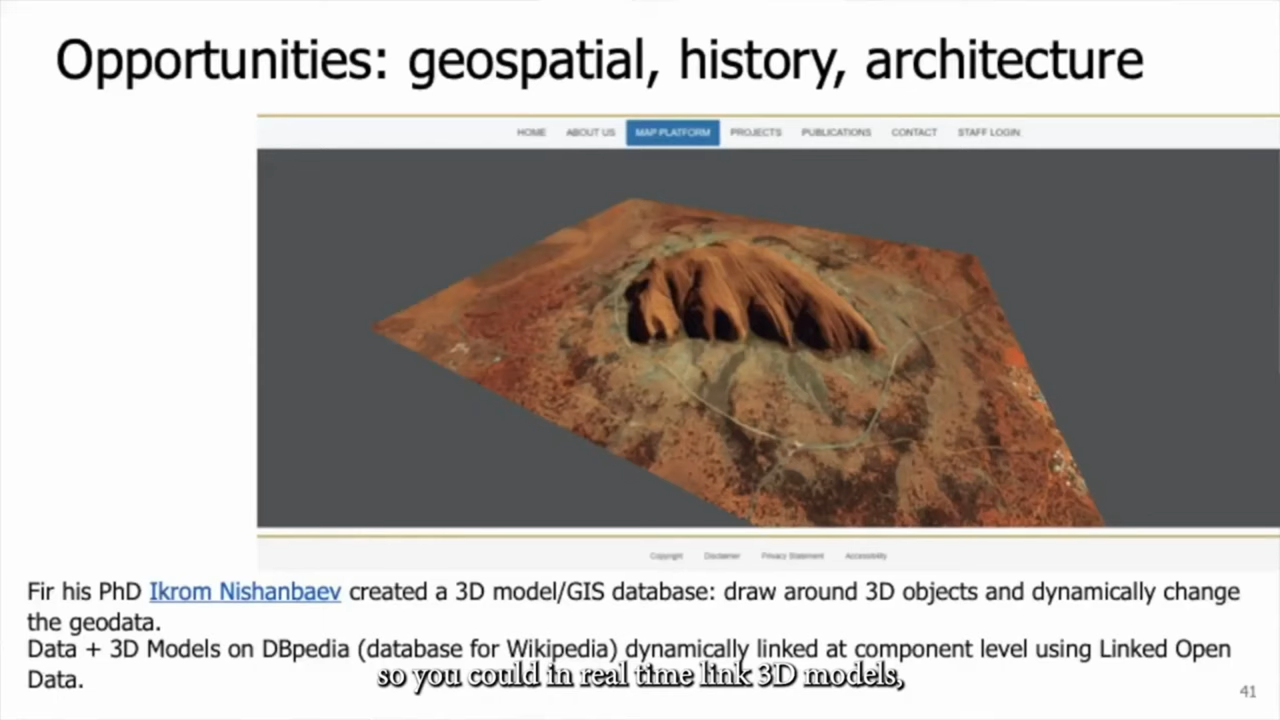 Opportunities: geospatial, history, architecture
HOME ABOUT US MAP PLATFORM PROJECTS PUBLICATIONS CONTACT STAFF LOGIN
Copyright Disclaimer Privacy Statement Accessibility
Fir his PhD Ikrom Nishanbaev created a 3D model/GIS database: draw around 3D objects and dynamically change
the geodata.
Data + 3D Models on DBpedia (database for Wikipedia) dynamically linked at component level using Linked Open
Data.
so you could in real time link 3D models,
41